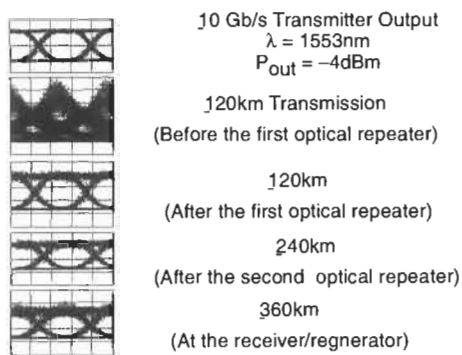 10 Gb/s Transmitter Output
λ = 1553nm
Pout = −4dBm
120km Transmission
(Before the first optical repeater)
120km
(After the first optical repeater)
240km
(After the second optical repeater)
360km
(At the receiver/regnerator)